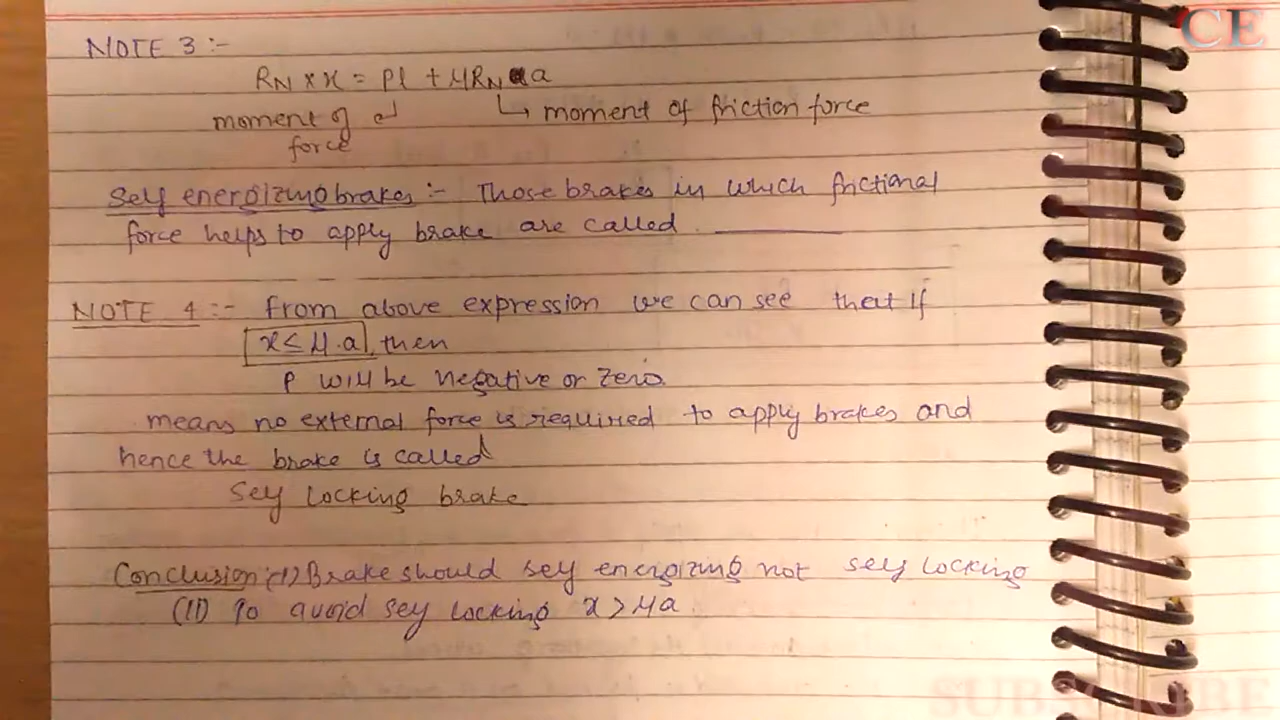 CE
NOTE 3 :-
RN × x = Pl + μRN a
moment of ↲ ↳ moment of friction force
force
Self energizing brakes :- Those brakes in which frictional
force helps to apply brake are called ______
NOTE 4 :- From above expression we can see that if
x ≤ μ.a, then
P will be negative or zero.
means no external force is required to apply brakes and
hence the brake is called
Self locking brake
Conclusion (I) Brake should self energizing not self locking
(II) To avoid self locking x > μa
SUBSCRIBE